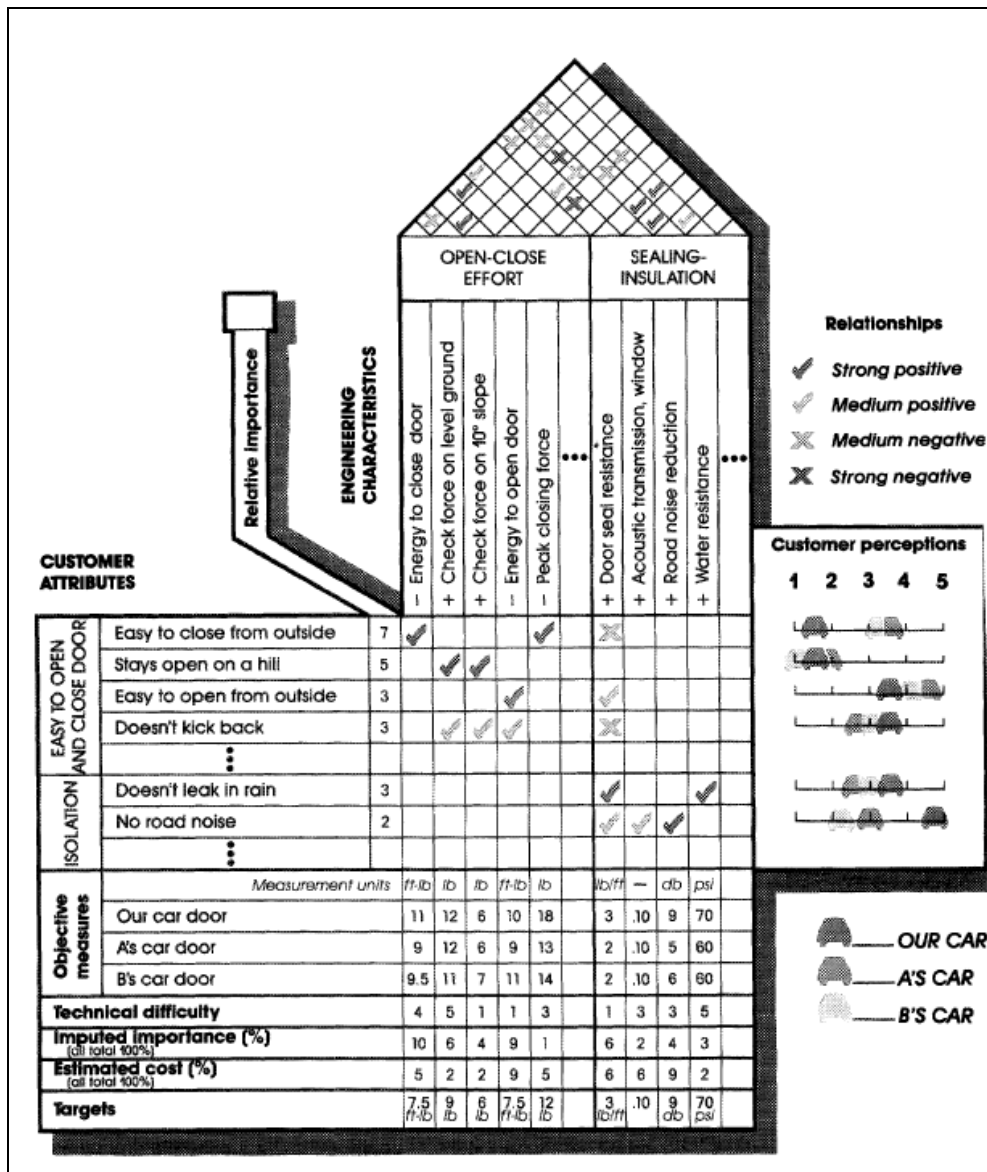 OPEN-CLOSE
EFFORT
SEALING-
INSULATION
Relative importance
ENGINEERING
CHARACTERISTICS
– Energy to close door
+ Check force on level ground
+ Check force on 10° slope
– Energy to open door
– Peak closing force
•••
+ Door seal resistance
+ Acoustic transmission, window
+ Road noise reduction
+ Water resistance
•••
Relationships
Strong positive
Medium positive
Medium negative
Strong negative
CUSTOMER
ATTRIBUTES
Customer perceptions
1 2 3 4 5
EASY TO OPEN
AND CLOSE DOOR
Easy to close from outside 7
Stays open on a hill 5
Easy to open from outside 3
Doesn't kick back 3
ISOLATION
Doesn't leak in rain 3
No road noise 2
Objective
measures
Measurement units ft-lb lb lb ft-lb lb lb/ft – db psi
Our car door 11 12 6 10 18 3 .10 9 70
A's car door 9 12 6 9 13 2 .10 5 60
B's car door 9.5 11 7 11 14 2 .10 6 60
Technical difficulty 4 5 1 1 3 1 3 3 5
Imputed importance (%) 10 6 4 9 1 6 2 4 3
(all total 100%)
Estimated cost (%) 5 2 2 9 5 6 6 9 2
(all total 100%)
Targets 7.5 9 6 7.5 12 3 .10 9 70
ft-lb lb lb ft-lb lb lb/ft db psi
OUR CAR
A'S CAR
B'S CAR